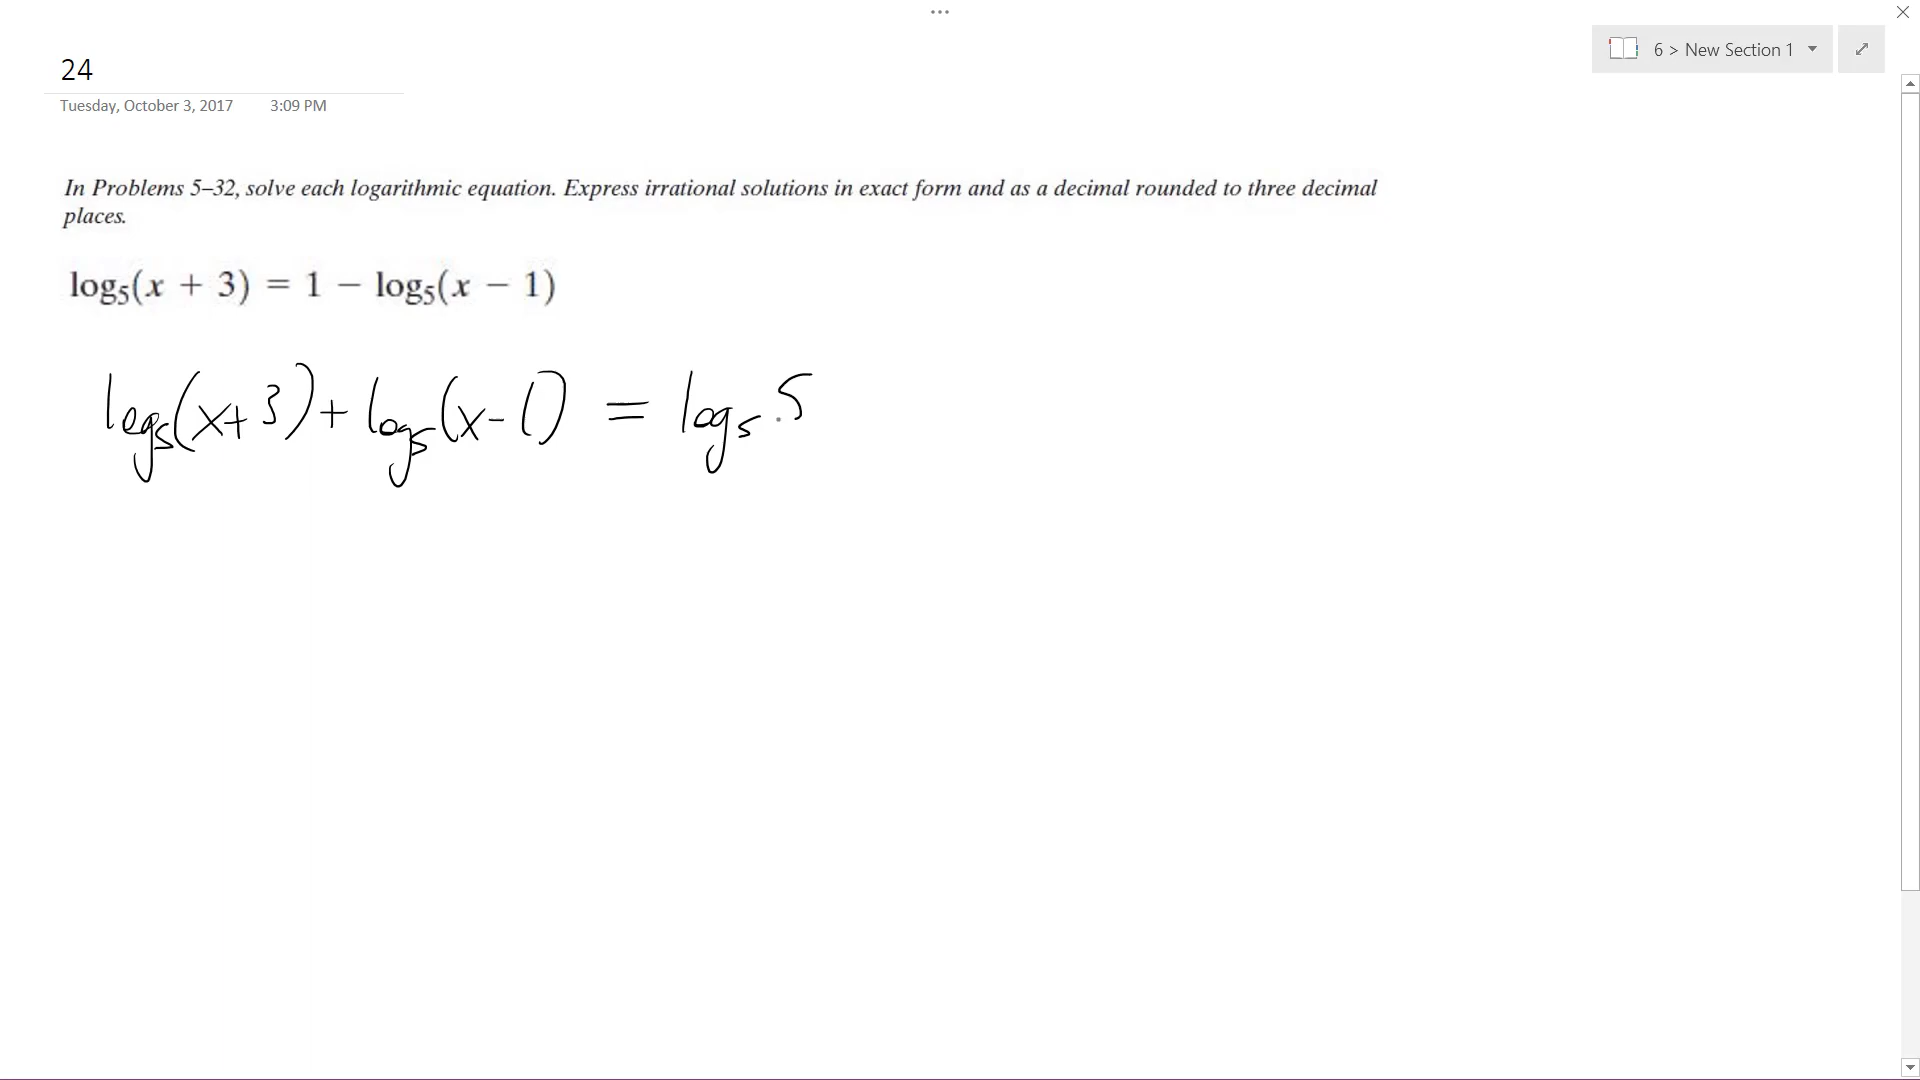 6 > New Section 1
24
Tuesday, October 3, 2017 3:09 PM
In Problems 5–32, solve each logarithmic equation. Express irrational solutions in exact form and as a decimal rounded to three decimal
places.
log₅(x + 3) = 1 − log₅(x − 1)
log₅(x+3)+log₅(x-1) = log₅ 5